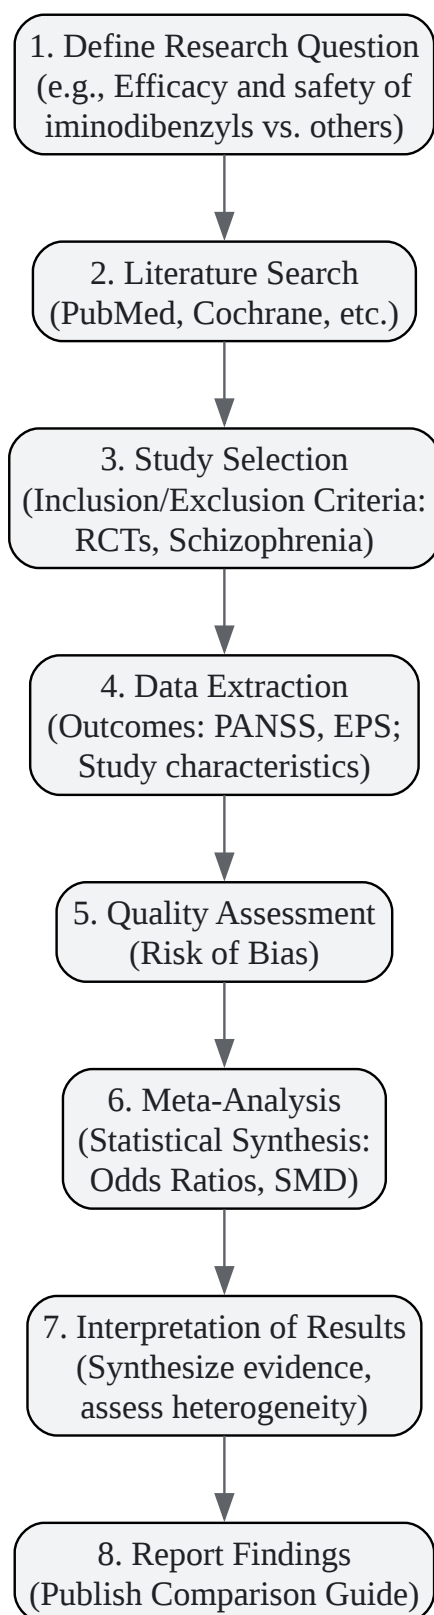 1. Define Research Question
(e.g., Efficacy and safety of
iminodibenzyls vs. others)
2. Literature Search
(PubMed, Cochrane, etc.)
3. Study Selection
(Inclusion/Exclusion Criteria:
RCTs, Schizophrenia)
4. Data Extraction
(Outcomes: PANSS, EPS;
Study characteristics)
5. Quality Assessment
(Risk of Bias)
6. Meta-Analysis
(Statistical Synthesis:
Odds Ratios, SMD)
7. Interpretation of Results
(Synthesize evidence,
assess heterogeneity)
8. Report Findings
(Publish Comparison Guide)